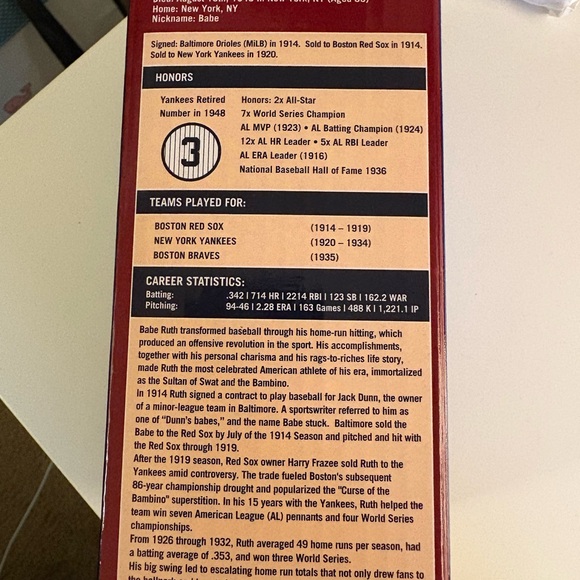 Home: New York, NY
Nickname: Babe
Signed: Baltimore Orioles (MiLB) in 1914. Sold to Boston Red Sox in 1914.
Sold to New York Yankees in 1920.
HONORS
Yankees Retired
Number in 1948
3
Honors: 2x All-Star
7x World Series Champion
AL MVP (1923) • AL Batting Champion (1924)
12x AL HR Leader • 5x AL RBI Leader
AL ERA Leader (1916)
National Baseball Hall of Fame 1936
TEAMS PLAYED FOR:
BOSTON RED SOX (1914 – 1919)
NEW YORK YANKEES (1920 – 1934)
BOSTON BRAVES (1935)
CAREER STATISTICS:
Batting: .342 | 714 HR | 2214 RBI | 123 SB | 162.2 WAR
Pitching: 94-46 | 2.28 ERA | 163 Games | 488 K | 1,221.1 IP
Babe Ruth transformed baseball through his home-run hitting, which
produced an offensive revolution in the sport. His accomplishments,
together with his personal charisma and his rags-to-riches life story,
made Ruth the most celebrated American athlete of his era, immortalized
as the Sultan of Swat and the Bambino.
In 1914 Ruth signed a contract to play baseball for Jack Dunn, the owner
of a minor-league team in Baltimore. A sportswriter referred to him as
one of "Dunn's babes," and the name Babe stuck. Baltimore sold the
Babe to the Red Sox by July of the 1914 Season and pitched and hit with
the Red Sox through 1919.
After the 1919 season, Red Sox owner Harry Frazee sold Ruth to the
Yankees amid controversy. The trade fueled Boston's subsequent
86-year championship drought and popularized the "Curse of the
Bambino" superstition. In his 15 years with the Yankees, Ruth helped the
team win seven American League (AL) pennants and four World Series
championships.
From 1926 through 1932, Ruth averaged 49 home runs per season, had
a batting average of .353, and won three World Series.
His big swing led to escalating home run totals that not only drew fans to